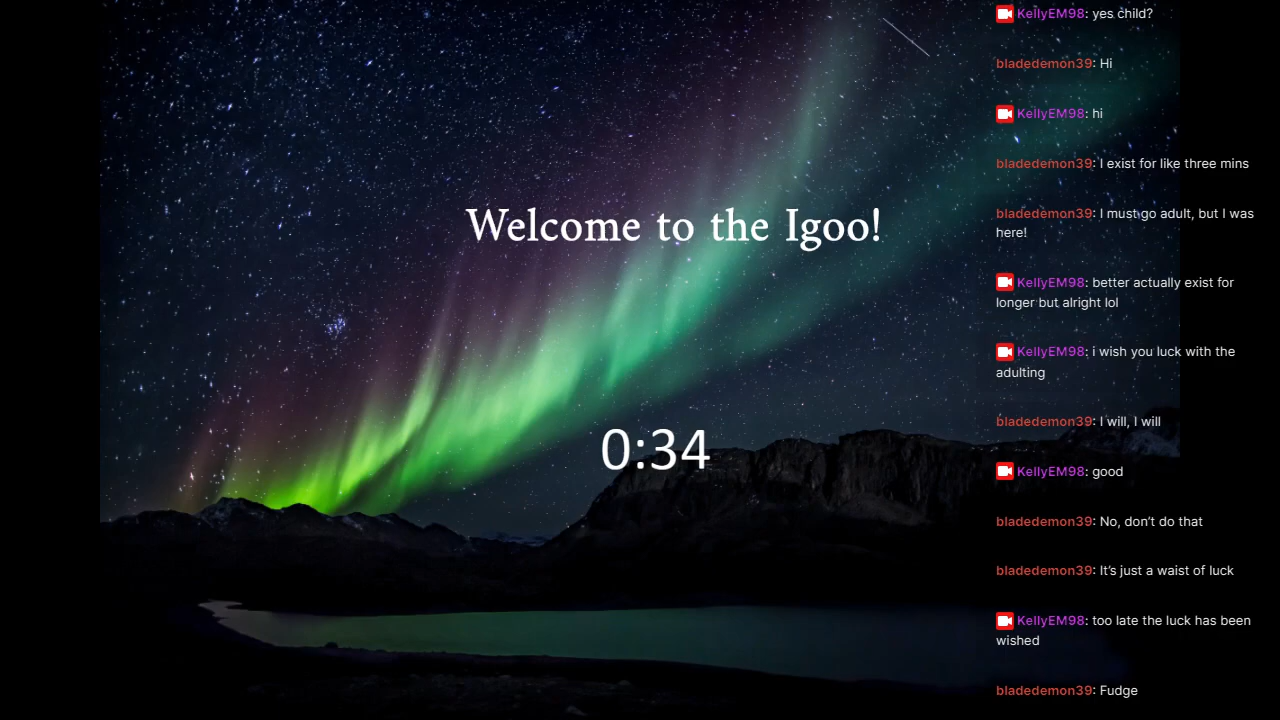 Welcome to the Igoo!
0:34
KellyEM98: yes child?
bladedemon39: Hi
KellyEM98: hi
bladedemon39: I exist for like three mins
bladedemon39: I must go adult, but I was
here!
KellyEM98: better actually exist for
longer but alright lol
KellyEM98: i wish you luck with the
adulting
bladedemon39: I will, I will
KellyEM98: good
bladedemon39: No, don't do that
bladedemon39: It's just a waist of luck
KellyEM98: too late the luck has been
wished
bladedemon39: Fudge